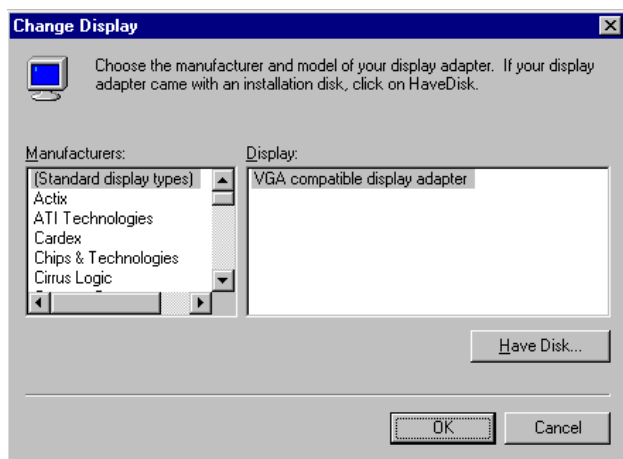 Change Display
Choose the manufacturer and model of your display adapter. If your display
adapter came with an installation disk, click on HaveDisk.
Manufacturers:
(Standard display types)
Actix
ATI Technologies
Cardex
Chips & Technologies
Cirrus Logic
Display:
VGA compatible display adapter
Have Disk...
OK
Cancel